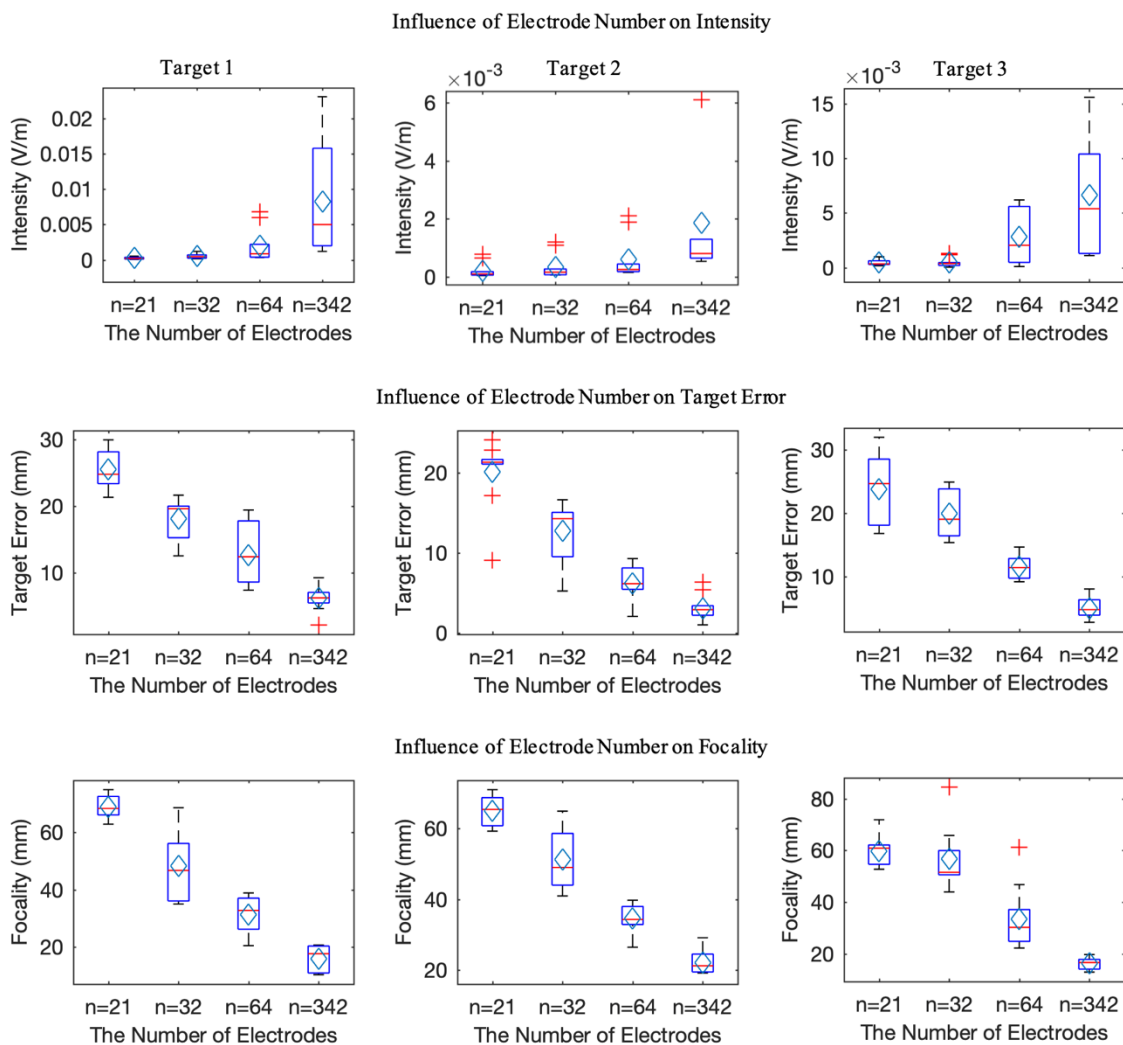 Influence of Electrode Number on Intensity
Target 1
Target 2
Target 3
×10⁻³
×10⁻³
0.02
0.015
0.01
0.005
0
Intensity (V/m)
n=21 n=32 n=64 n=342
The Number of Electrodes
6
4
2
0
Intensity (V/m)
n=21 n=32 n=64 n=342
The Number of Electrodes
15
10
5
0
Intensity (V/m)
n=21 n=32 n=64 n=342
The Number of Electrodes
Influence of Electrode Number on Target Error
30
20
10
Target Error (mm)
n=21 n=32 n=64 n=342
The Number of Electrodes
20
10
0
Target Error (mm)
n=21 n=32 n=64 n=342
The Number of Electrodes
30
20
10
Target Error (mm)
n=21 n=32 n=64 n=342
The Number of Electrodes
Influence of Electrode Number on Focality
60
40
20
Focality (mm)
n=21 n=32 n=64 n=342
The Number of Electrodes
60
40
20
Focality (mm)
n=21 n=32 n=64 n=342
The Number of Electrodes
80
60
40
20
Focality (mm)
n=21 n=32 n=64 n=342
The Number of Electrodes